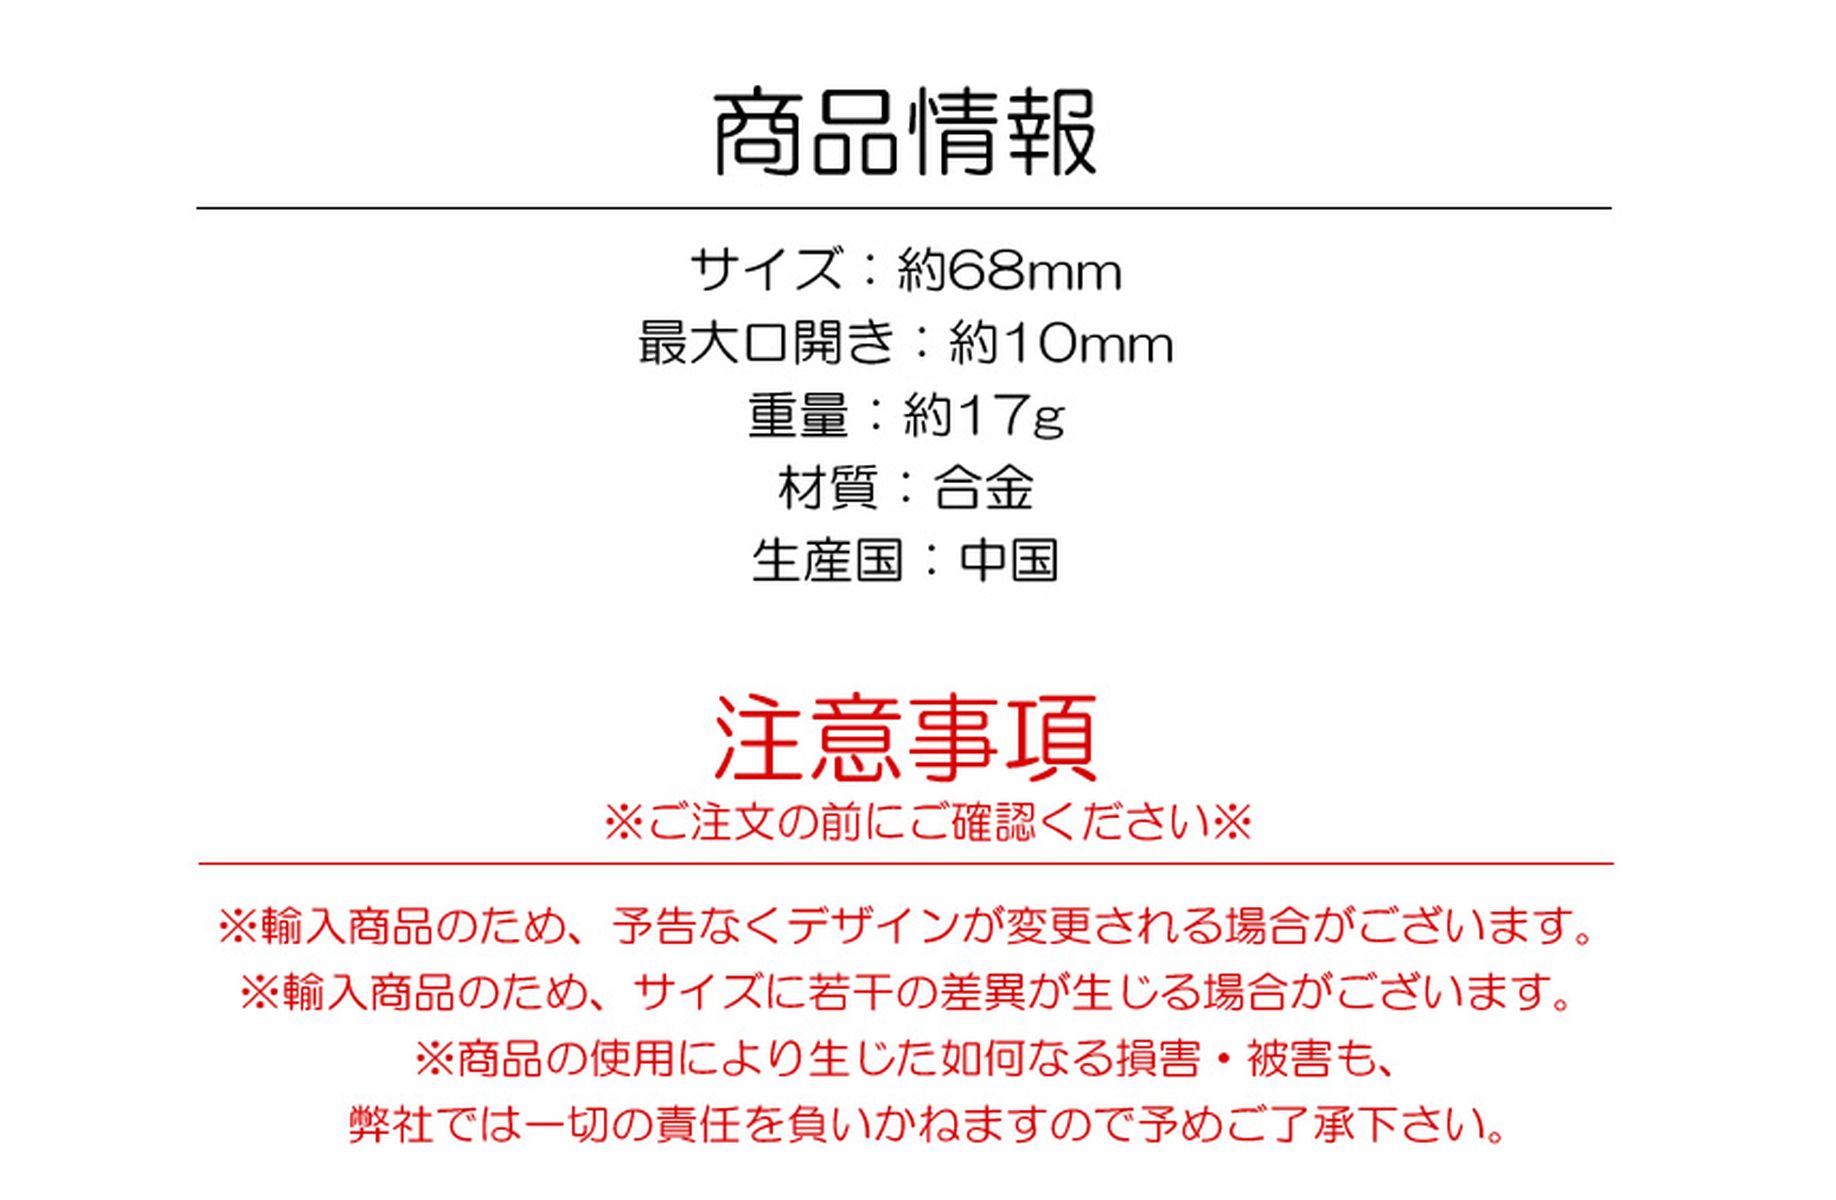 商品情報
サイズ：約68mm
最大口開き：約10mm
重量：約17g
材質：合金
生産国：中国
注意事項
※ご注文の前にご確認ください※
※輸入商品のため、予告なくデザインが変更される場合がございます。
※輸入商品のため、サイズに若干の差異が生じる場合がございます。
※商品の使用により生じた如何なる損害・被害も、
弊社では一切の責任を負いかねますので予めご了承下さい。